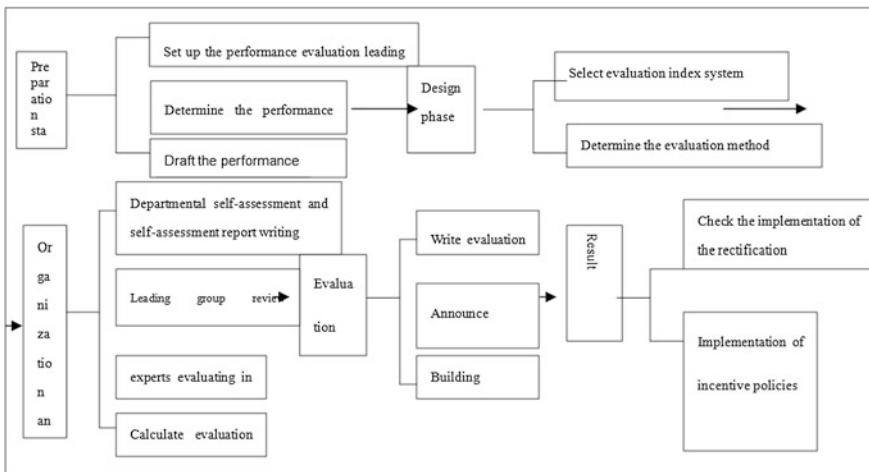 Pre
parat
io
n
sta
Set up the performance evaluation leading
Determine the performance
Draft the performance
Design
phase
Select evaluation index system
Determine the evaluation method
Or
ga
ni
za
tio
n
an
Departmental self-assessment and
self-assessment report writing
Leading group review
experts evaluating in
Calculate evaluation
Evalua
tion
Write evaluation
Announce
Building
Result
Check the implementation of
the rectification
Implementation of
incentive policies